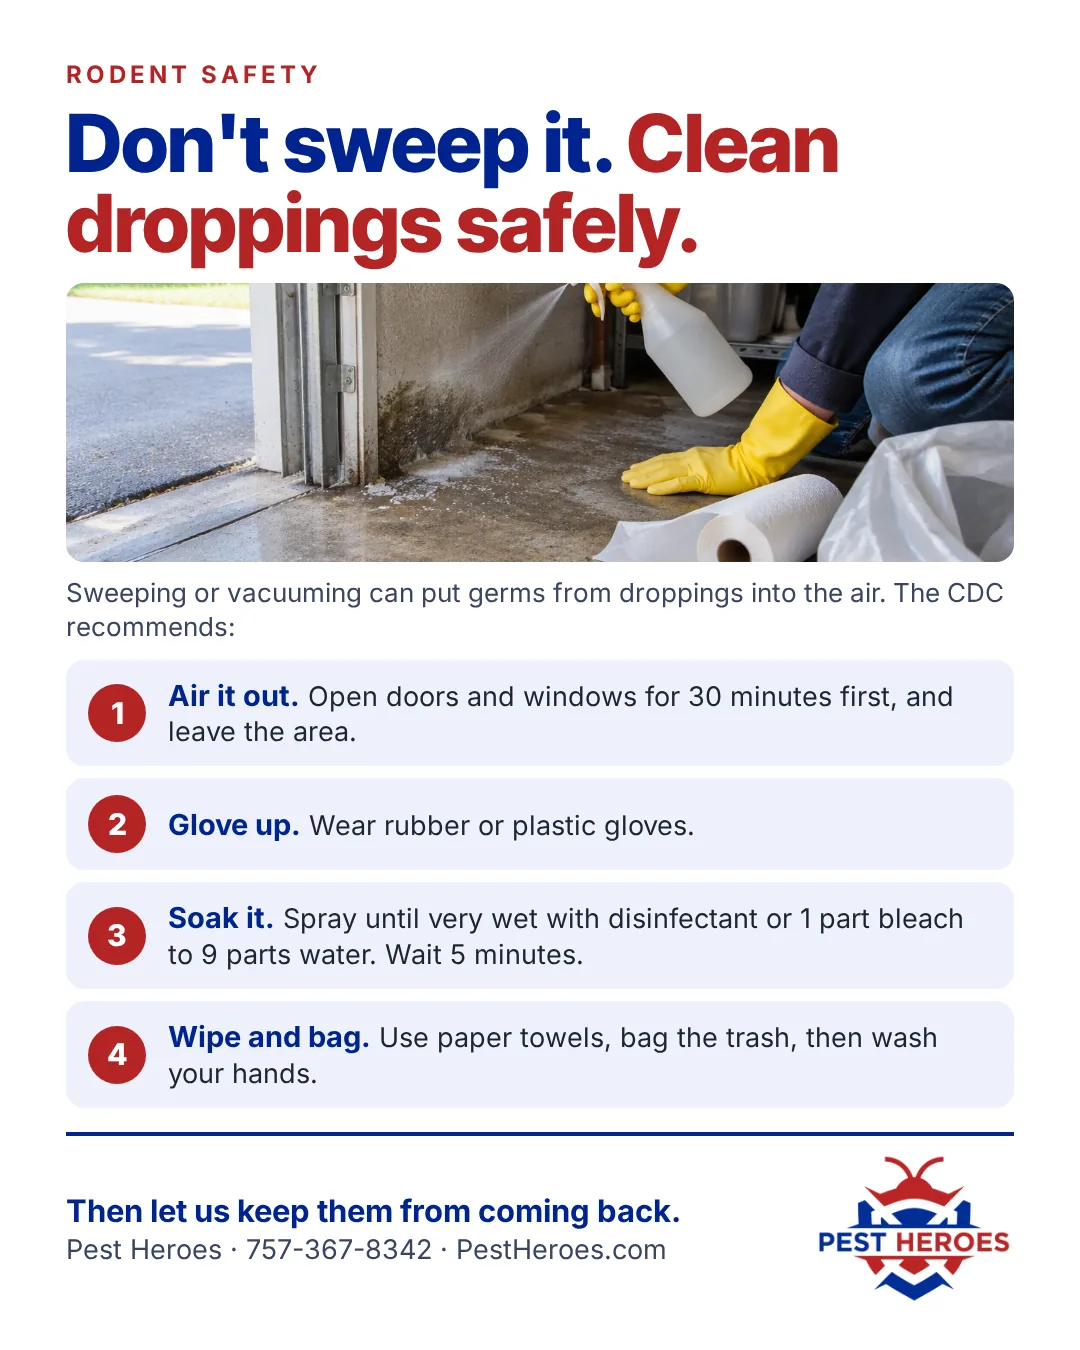 RODENT SAFETY
Don't sweep it. Clean
droppings safely.
Sweeping or vacuuming can put germs from droppings into the air. The CDC
recommends:
1
Air it out. Open doors and windows for 30 minutes first, and
leave the area.
2
Glove up. Wear rubber or plastic gloves.
3
Soak it. Spray until very wet with disinfectant or 1 part bleach
to 9 parts water. Wait 5 minutes.
4
Wipe and bag. Use paper towels, bag the trash, then wash
your hands.
Then let us keep them from coming back.
Pest Heroes · 757-367-8342 · PestHeroes.com
PEST HEROES